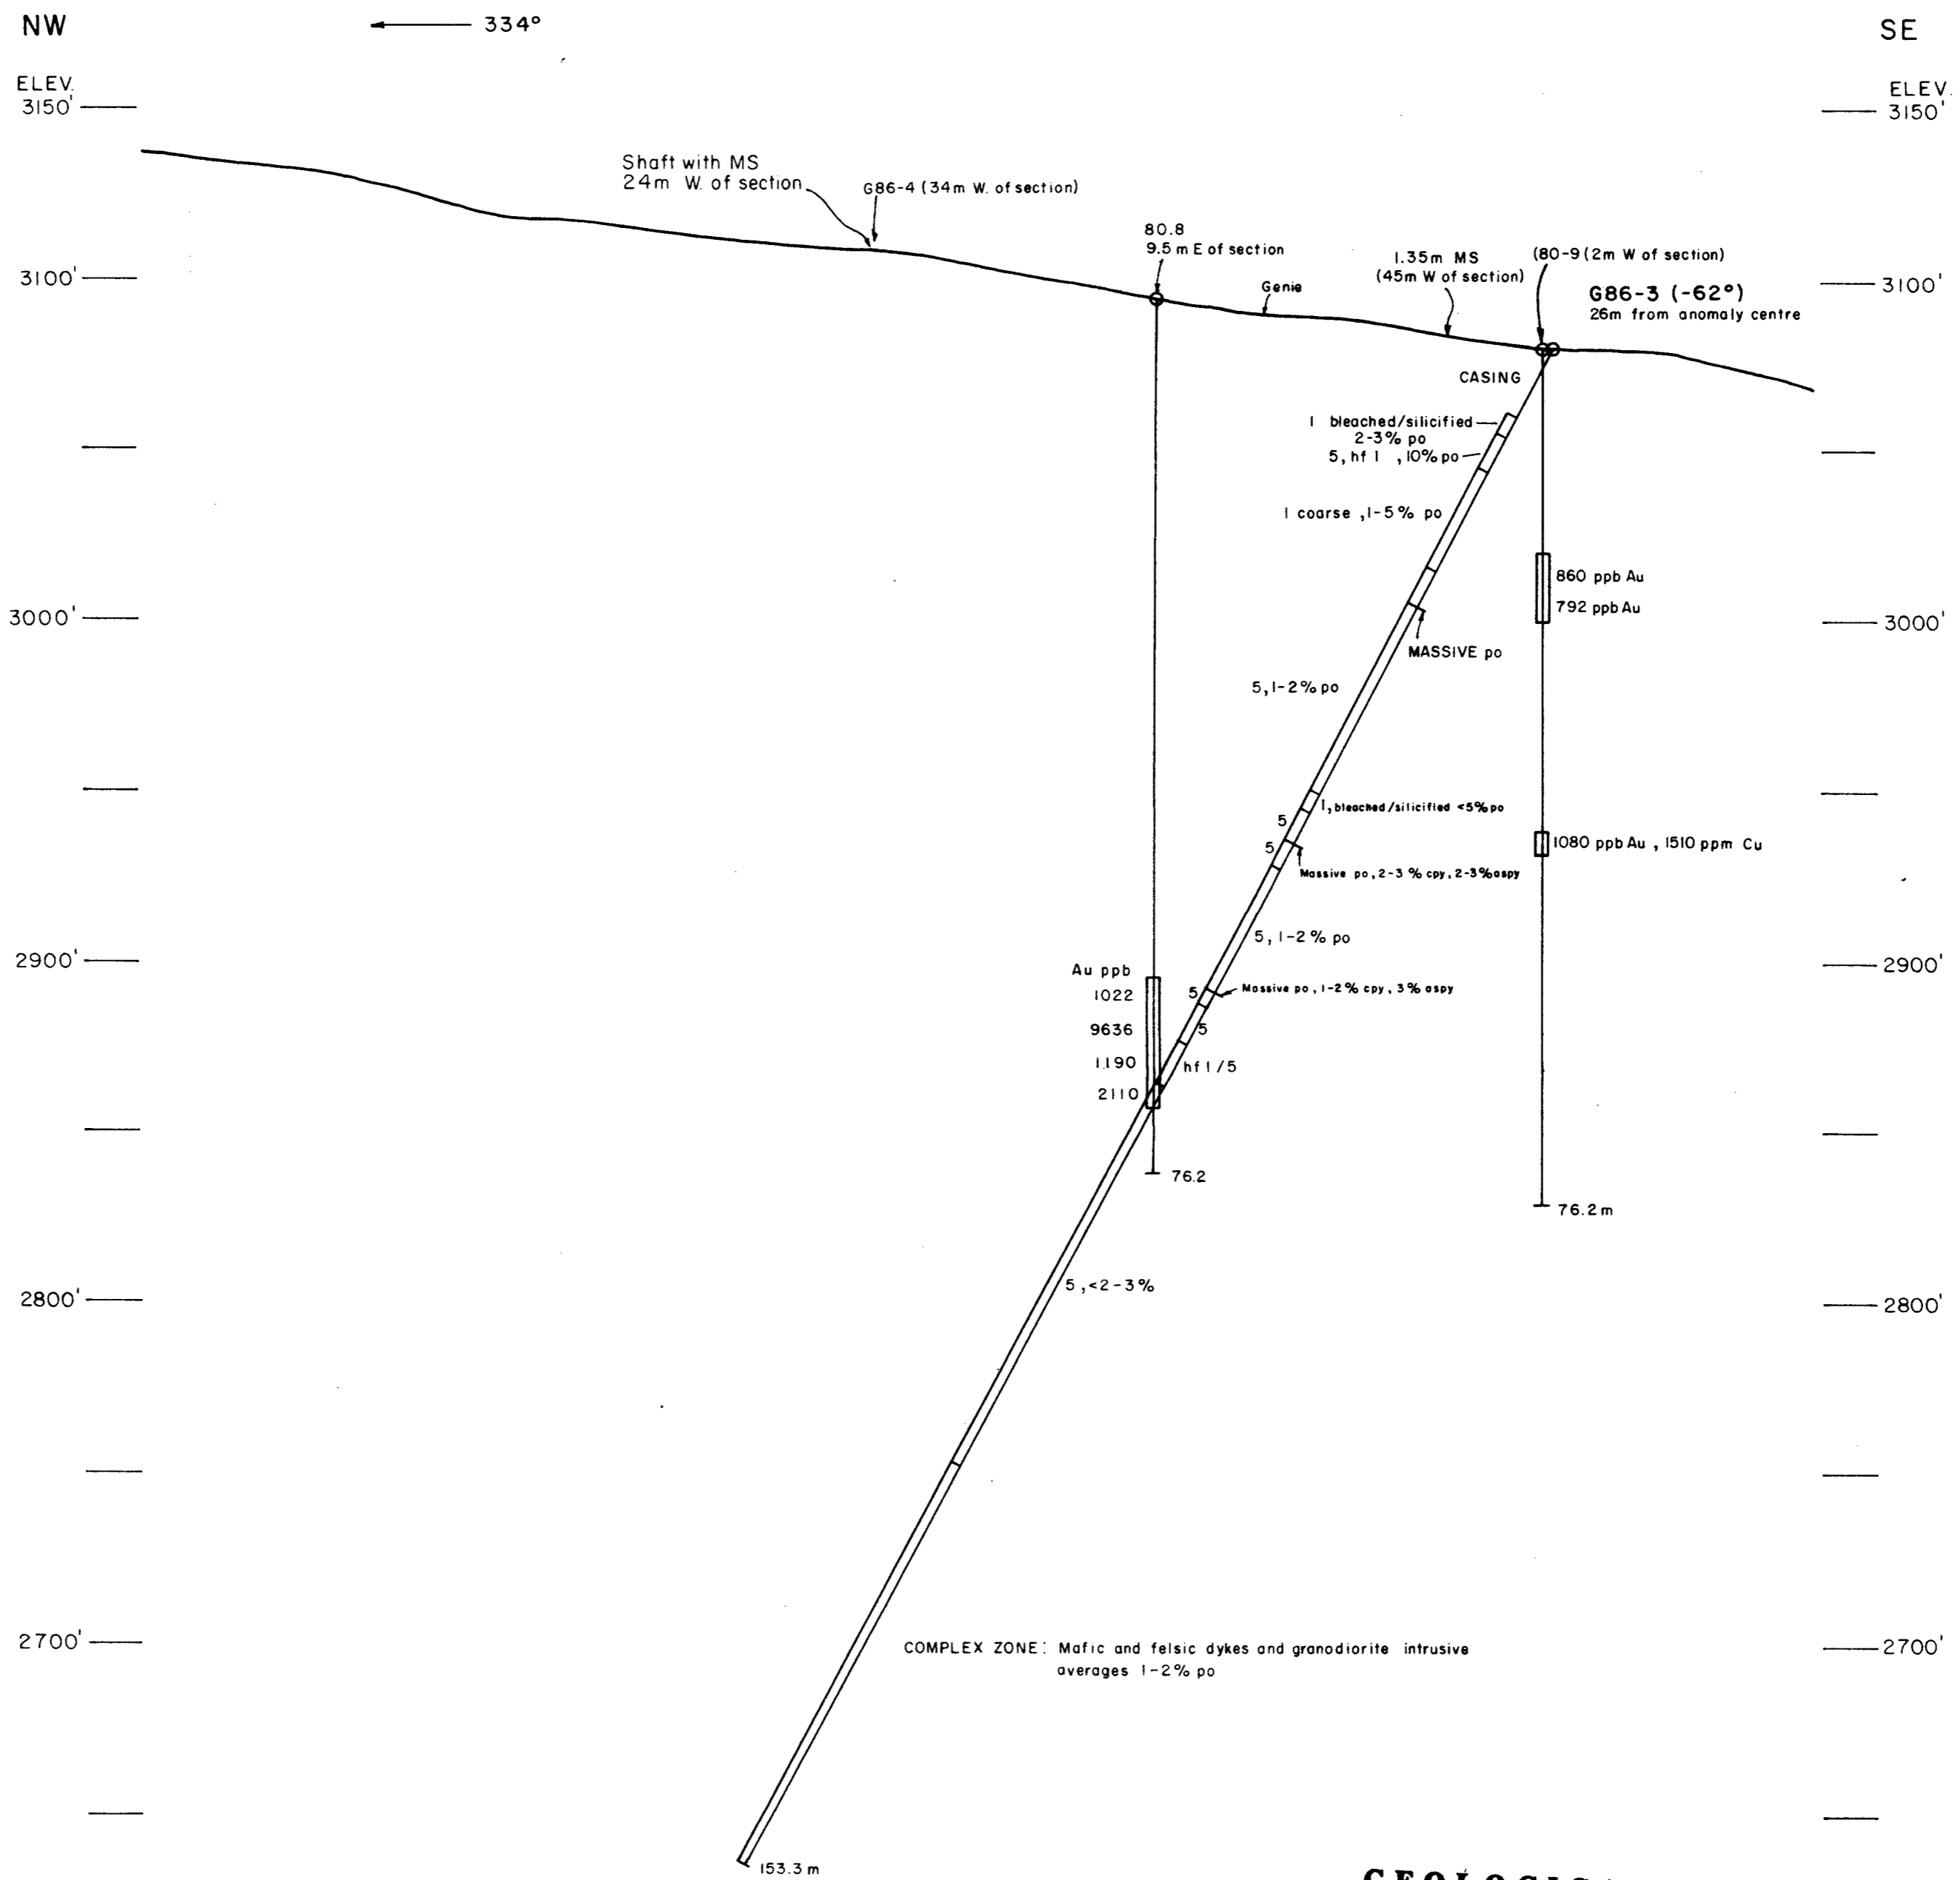 NW
334°
SE
ELEV.
3150'
ELEV.
3150'
Shaft with MS
24m W. of section
G86-4 (34m W. of section)
80.8
9.5m E of section
Genie
1.35m MS
(45m W of section)
(80-9 (2m W of section)
G86-3 (-62°)
26m from anomaly centre
3100'
3100'
CASING
1 bleached/silicified
2-3% po
5, hf 1 ,10% po
1 coarse ,1-5% po
860 ppb Au
792 ppb Au
3000'
3000'
MASSIVE po
5,1-2% po
1, bleached/silicified <5% po
5
5
1080 ppb Au , 1510 ppm Cu
Massive po, 2-3 % cpy, 2-3% aspy
5, 1-2% po
2900'
2900'
Au ppb
1022
9636
1190
2110
5
Massive po, 1-2% cpy, 3% aspy
5
hf 1/5
76.2
76.2 m
5 ,<2-3%
2800'
2800'
2700'
2700'
COMPLEX ZONE: Mafic and felsic dykes and granodiorite intrusive
averages 1-2% po
153.3 m